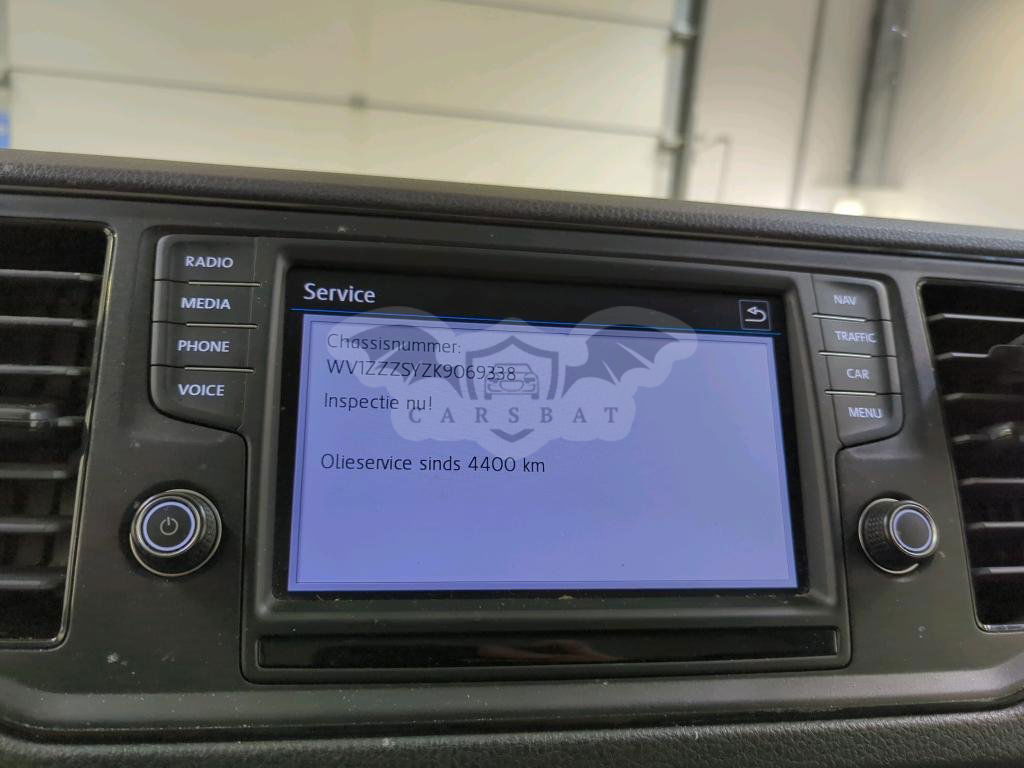 RADIO
MEDIA
PHONE
VOICE
Service
Chassisnummer:
WV1ZZZSYZK9069338
Inspectie nu!
CARSBAT
Olieservice sinds 4400 km
NAV
TRAFFIC
CAR
MENU